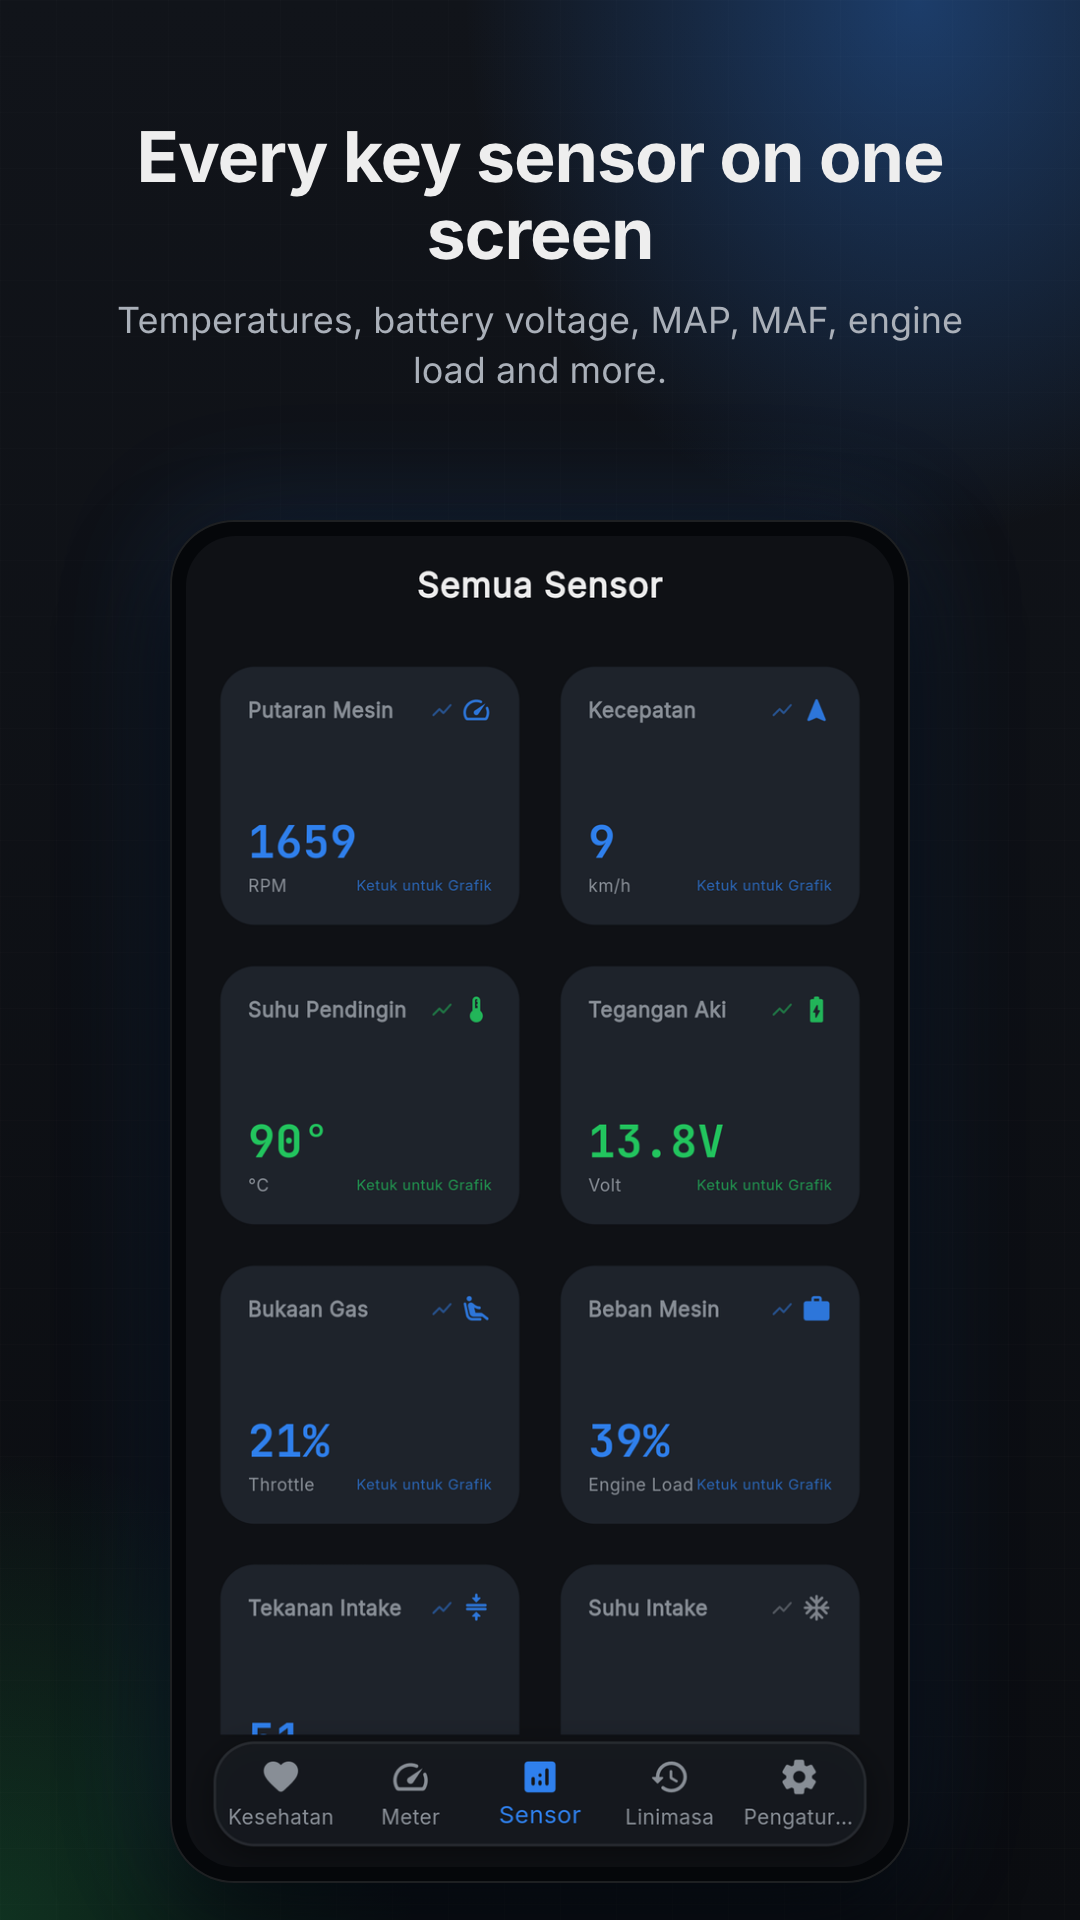 Every key sensor on one
screen
Temperatures, battery voltage, MAP, MAF, engine
load and more.
Semua Sensor
Putaran Mesin
1659
RPM
Ketuk untuk Grafik
Kecepatan
9
km/h
Ketuk untuk Grafik
Suhu Pendingin
90°
°C
Ketuk untuk Grafik
Tegangan Aki
13.8V
Volt
Ketuk untuk Grafik
Bukaan Gas
21%
Throttle
Ketuk untuk Grafik
Beban Mesin
39%
Engine Load
Ketuk untuk Grafik
Tekanan Intake
51
Suhu Intake
Kesehatan
Meter
Sensor
Linimasa
Pengatur...